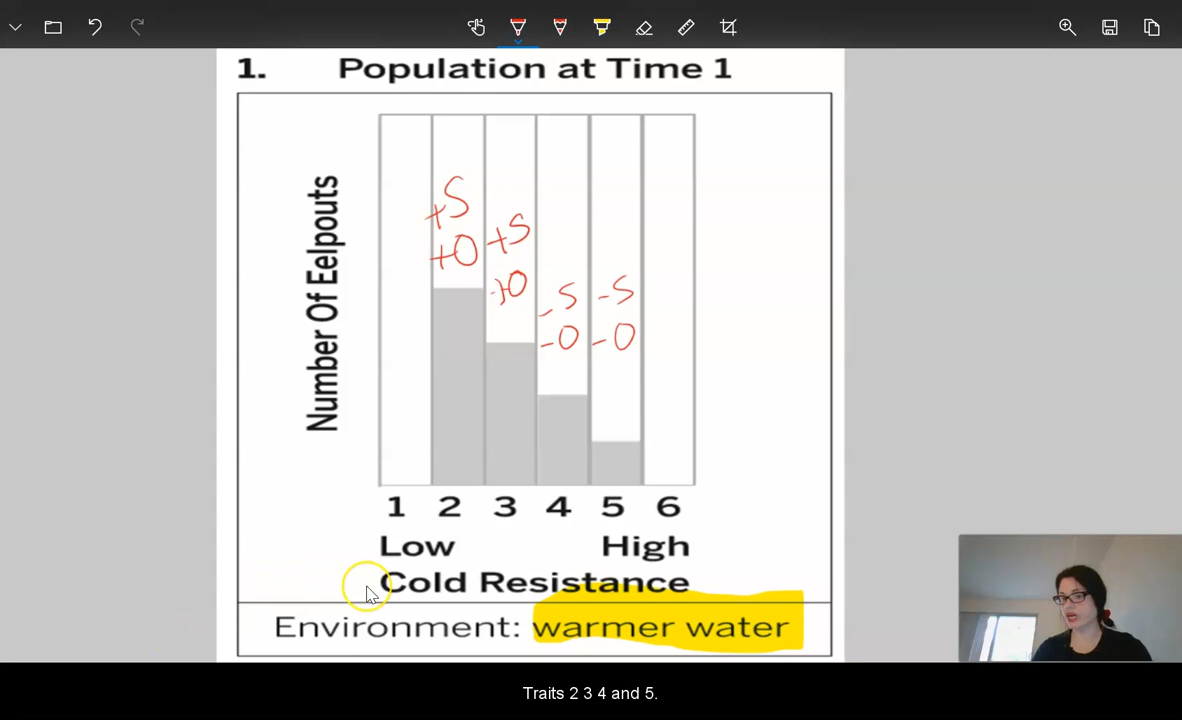 1. Population at Time 1
Number Of Eelpouts
+S
+O
+S
+O
-S
-O
-S
-O
1 2 3 4 5 6
Low High
Cold Resistance
Environment: warmer water
Traits 2 3 4 and 5.